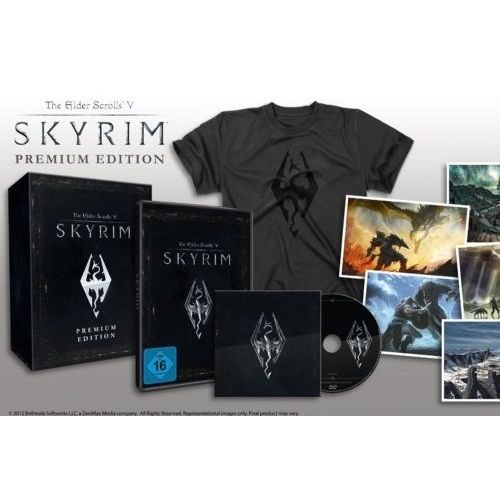 The Elder Scrolls V
SKYRIM
PREMIUM EDITION
The Elder Scrolls V
SKYRIM
PREMIUM
EDITION
The Elder Scrolls V
SKYRIM
16
DVD
© 2012 Bethesda Softworks LLC, a ZeniMax Media company. All Rights Reserved. Representational images only. Final product may vary.